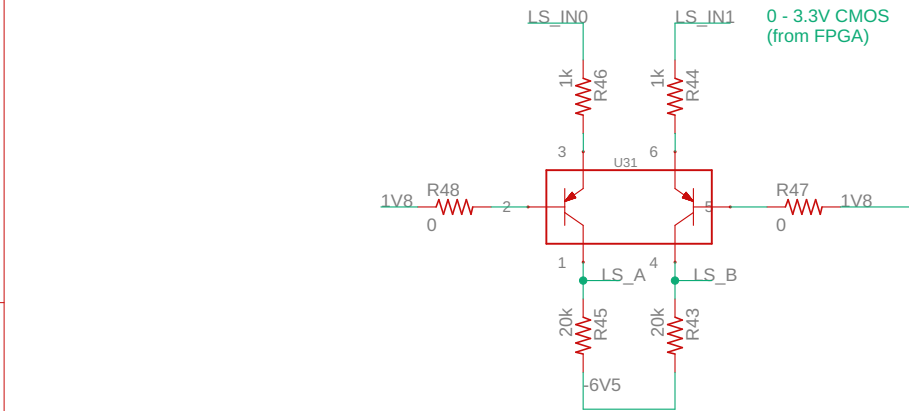 LS_IN0
LS_IN1
0 - 3.3V CMOS
(from FPGA)
1k
R46
1k
R44
3
6
U31
1V8
R48
0
2
5
R47
0
1V8
1
4
LS_A
LS_B
20k
R45
20k
R43
-6V5